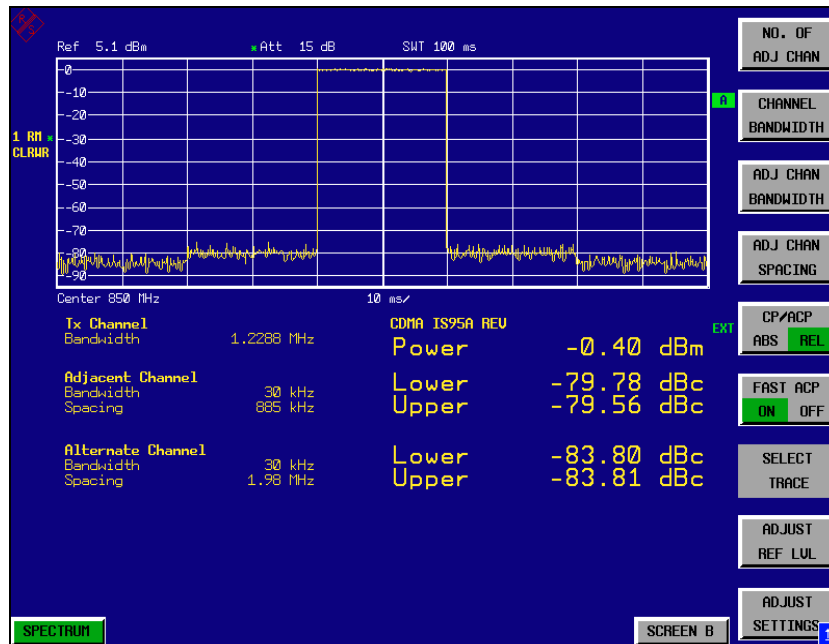 Ref 5.1 dBm *Att 15 dB SWT 100 ms
0
-10
-20
-30
-40
-50
-60
-70
-80
-90
1 RM *
CLRWR
A
Center 850 MHz 10 ms/
Tx Channel CDMA IS95A REV
Bandwidth 1.2288 MHz
Power -0.40 dBm
EXT
Adjacent Channel
Bandwidth 30 kHz
Spacing 885 kHz
Lower -79.78 dBc
Upper -79.56 dBc
Alternate Channel
Bandwidth 30 kHz
Spacing 1.98 MHz
Lower -83.80 dBc
Upper -83.81 dBc
SPECTRUM
SCREEN B
NO. OF
ADJ CHAN
CHANNEL
BANDWIDTH
ADJ CHAN
BANDWIDTH
ADJ CHAN
SPACING
CP/ACP
ABS REL
FAST ACP
ON OFF
SELECT
TRACE
ADJUST
REF LVL
ADJUST
SETTINGS